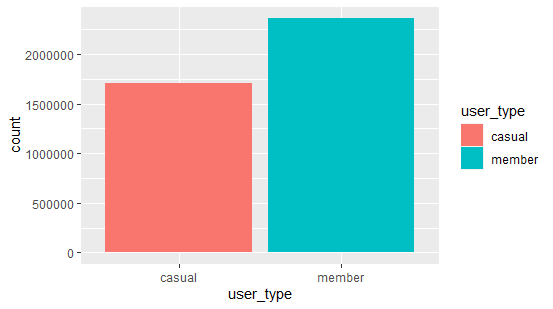 2000000
1500000
1000000
500000
0
count
casual
member
user_type
user_type
casual
member